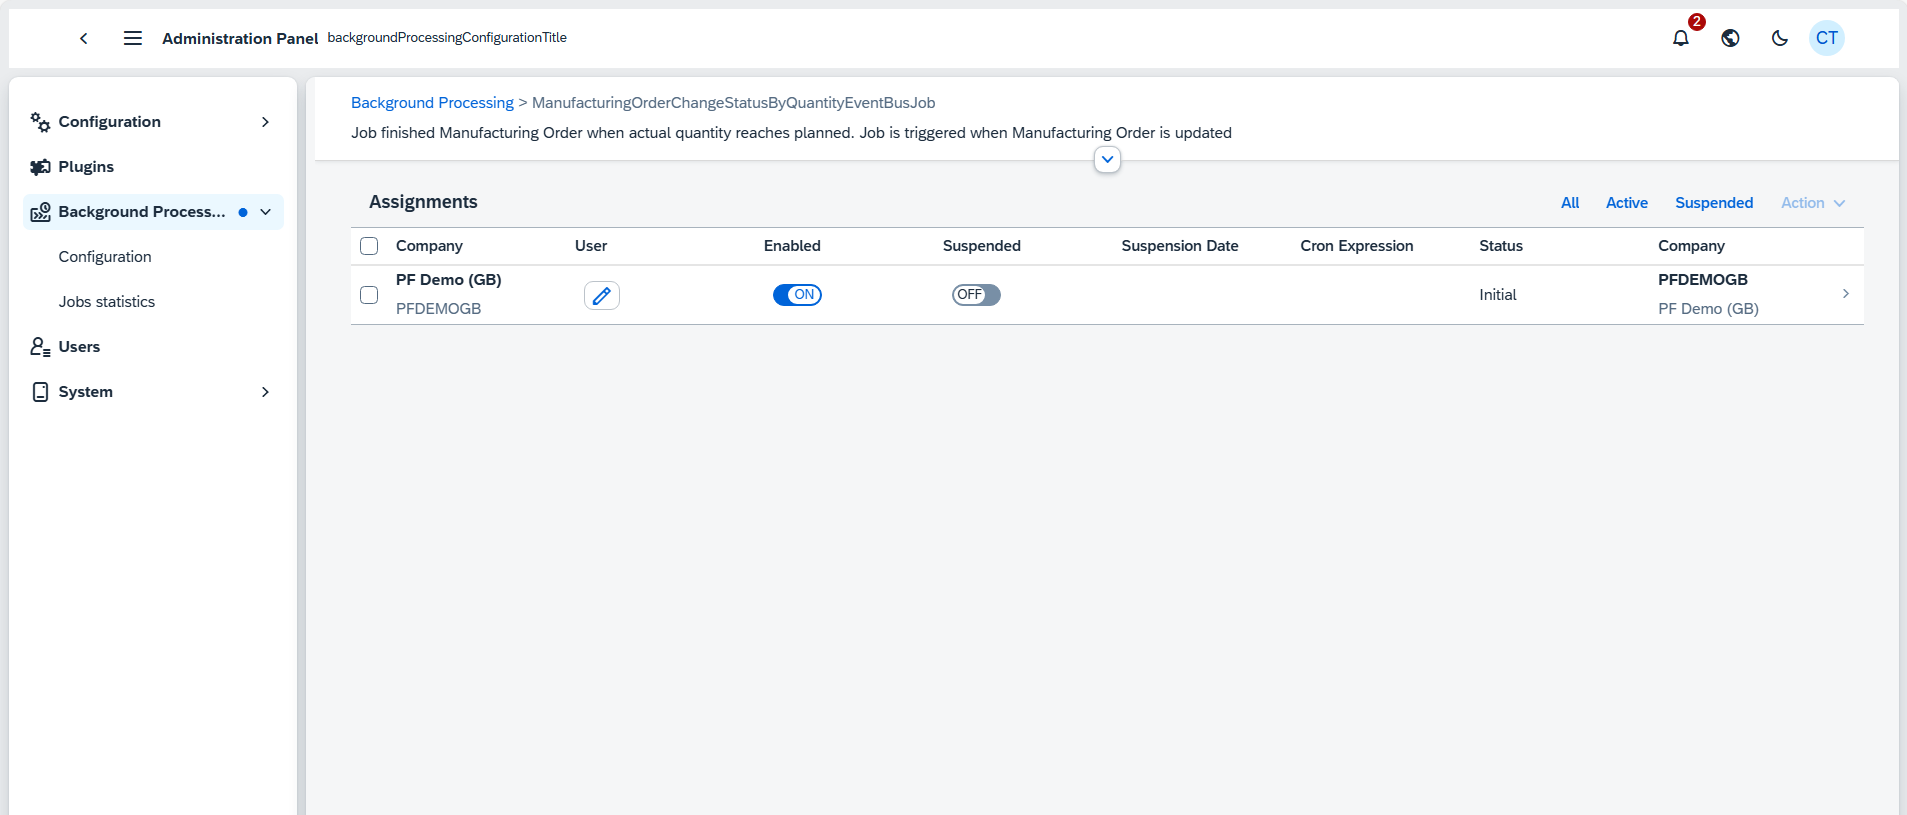 Administration Panel backgroundProcessingConfigurationTitle
2
CT
Configuration
Plugins
Background Process...
Configuration
Jobs statistics
Users
System
Background Processing > ManufacturingOrderChangeStatusByQuantityEventBusJob
Job finished Manufacturing Order when actual quantity reaches planned. Job is triggered when Manufacturing Order is updated
Assignments
All Active Suspended Action
Company User Enabled Suspended Suspension Date Cron Expression Status Company
PF Demo (GB) PFDEMOGB
ON OFF Initial
PFDEMOGB PF Demo (GB)